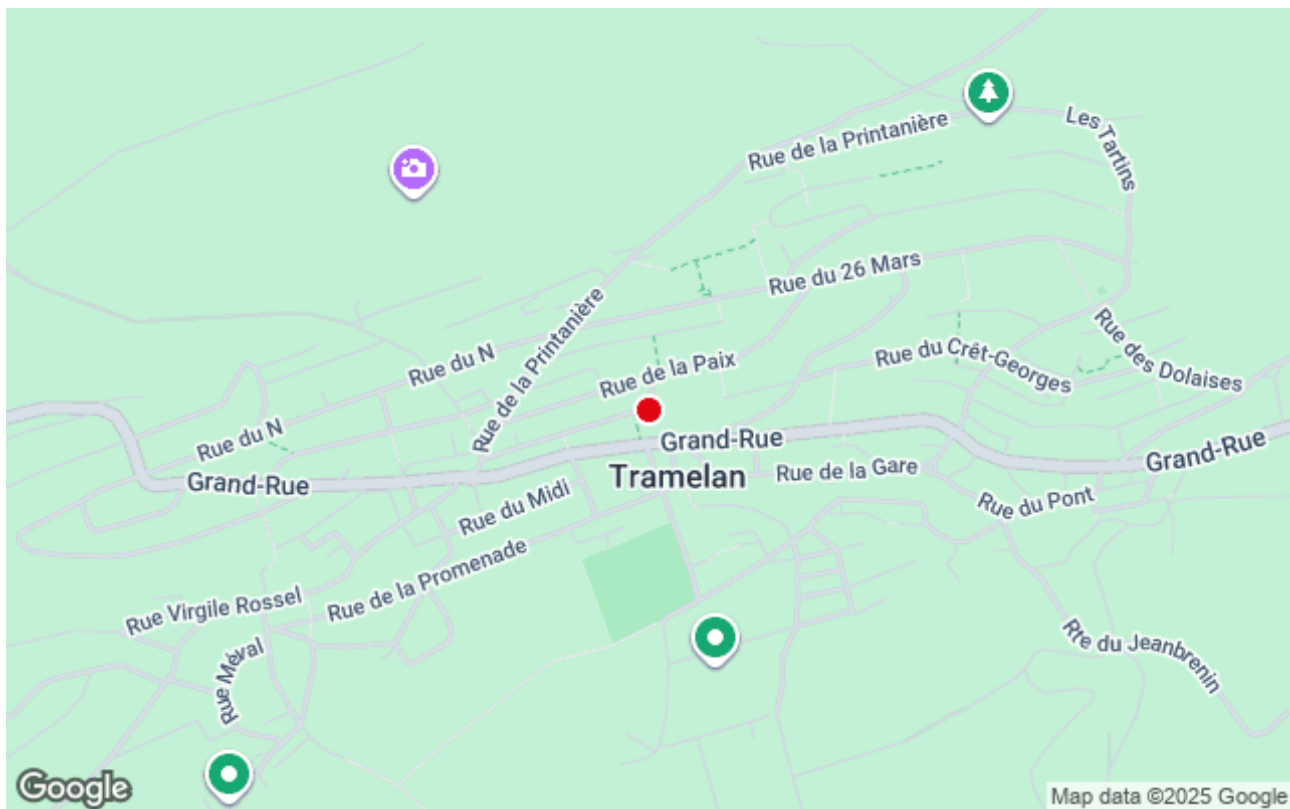 Rue de la Printanière
Les Tartins
Rue du 26 Mars
Rue de la Printanière
Rue du N
Rue de la Paix
Rue du Crêt-Georges
Rue des Dolaises
Rue du N
Grand-Rue
Grand-Rue
Grand-Rue
Tramelan
Rue de la Gare
Rue du Midi
Rue du Pont
Rue de la Promenade
Rue Virgile Rossel
Rue Méval
Rte du Jeanbrenin
Google
Map data ©2025 Google